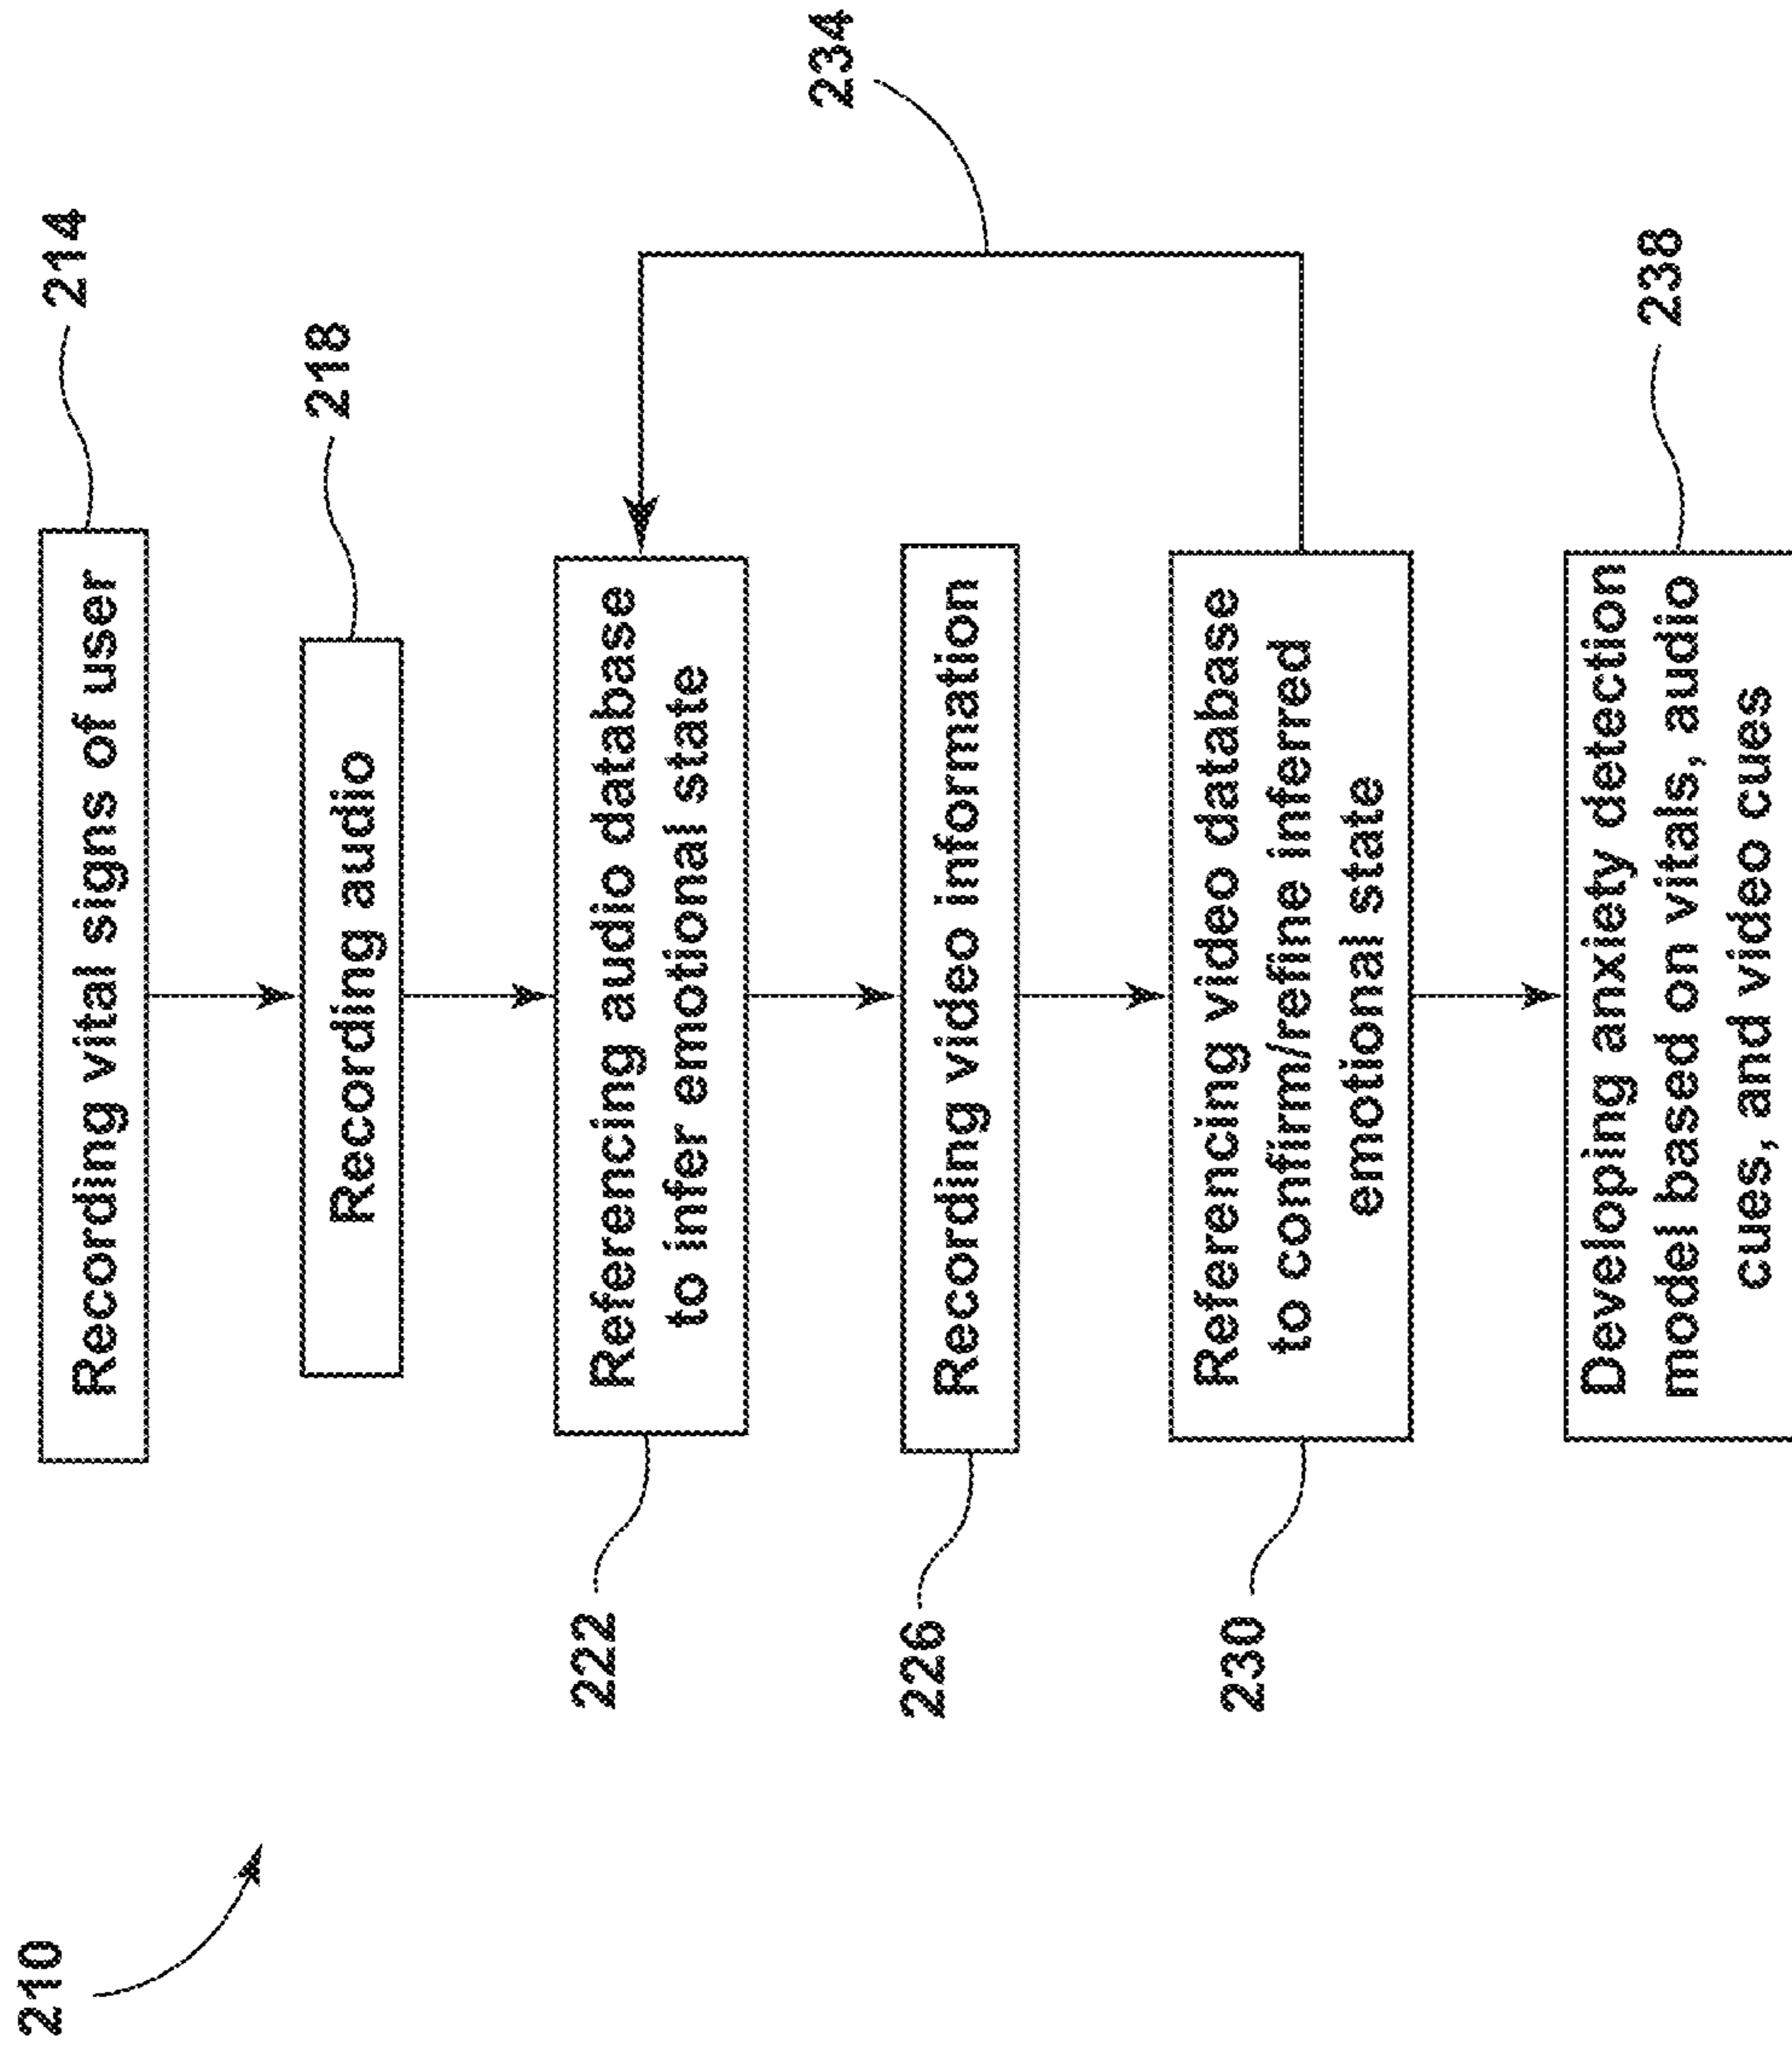 210
Recording vital signs of user
214
Recording audio
218
222
Referencing audio database
to infer emotional state
234
226
Recording video information
230
Referencing video database
to confirm/refine inferred
emotional state
Developing anxiety detection
model based on vitals, audio
cues, and video cues
238